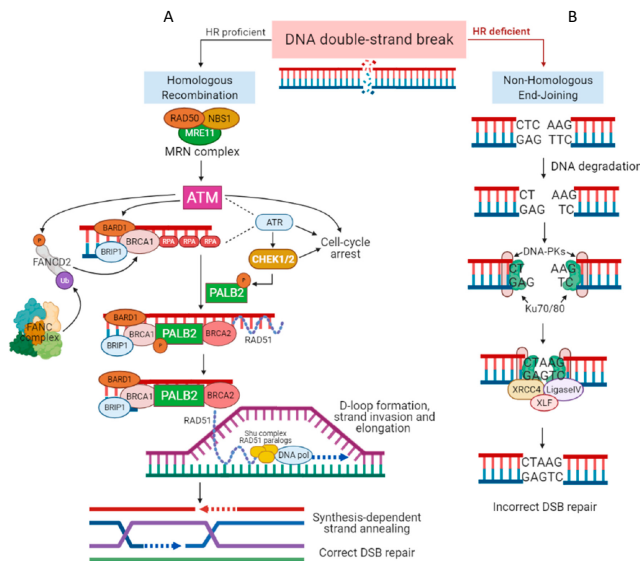 A
B
HR proficient
DNA double-strand break
HR deficient
Homologous
Recombination
RAD50
NBS1
MRE11
MRN complex
ATM
BARD1
BRCA1
RPA
RPA
RPA
BRIP1
ATR
CHEK1/2
Cell-cycle
arrest
P
FANCD2
Ub
FANC
complex
P
PALB2
BARD1
BRCA1
PALB2
BRCA2
BRIP1
P
RAD51
BARD1
BRCA1
PALB2
BRCA2
BRIP1
RAD51
D-loop formation,
strand invasion and
elongation
Shu complex
RAD51 paralogs
DNA pol
Synthesis-dependent
strand annealing
Correct DSB repair
Non-Homologous
End-Joining
CTC AAG
GAG TTC
DNA degradation
CT AAG
GAG TC
DNA-PKs
CT AAG
GAG TC
Ku70/80
CTAAG
GAGTC
XRCC4
LigaseIV
XLF
CTAAG
GAGTC
Incorrect DSB repair